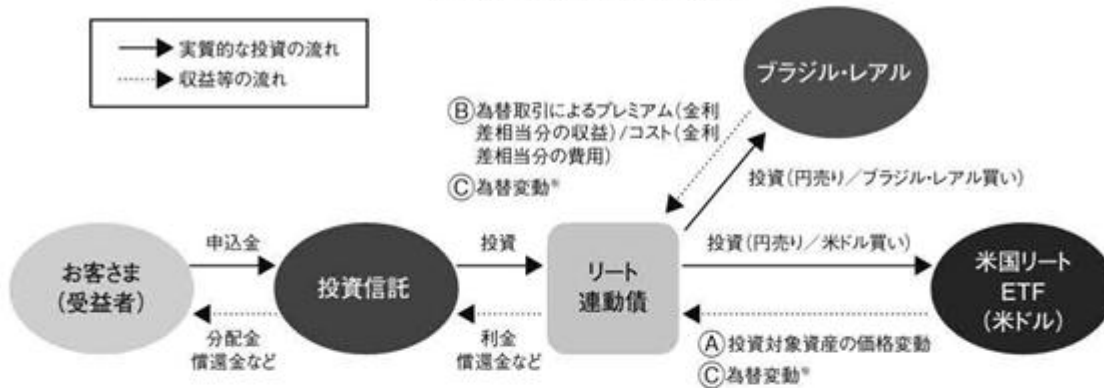 実質的な投資の流れ
収益等の流れ
ブラジル・レアル
Ⓑ為替取引によるプレミアム(金利
差相当分の収益)/コスト(金利
差相当分の費用)
Ⓒ為替変動※
投資(円売り/ブラジル・レアル買い)
お客さま
(受益者)
申込金
分配金
償還金など
投資信託
投資
利金
償還金など
リート
連動債
投資(円売り/米ドル買い)
Ⓐ投資対象資産の価格変動
Ⓒ為替変動※
米国リート
ETF
(米ドル)